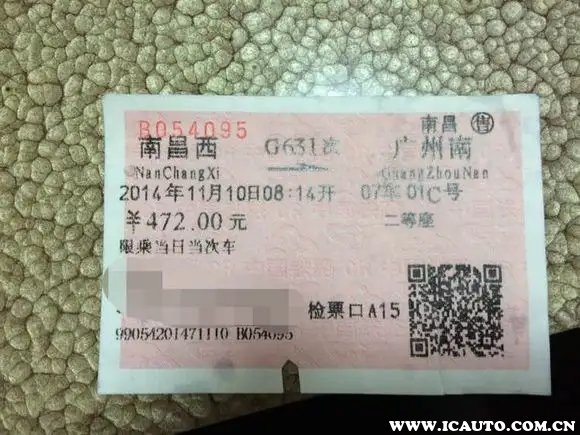 B054095
南昌 售
南昌西 G631次 广州南
NanChangXi GuangZhouNan
2014年11月10日08:14开 07车01C号
￥472.00元 二等座
限乘当日当次车
检票口A15
99054201471110 B054095
WWW.ICAUTO.COM.CN